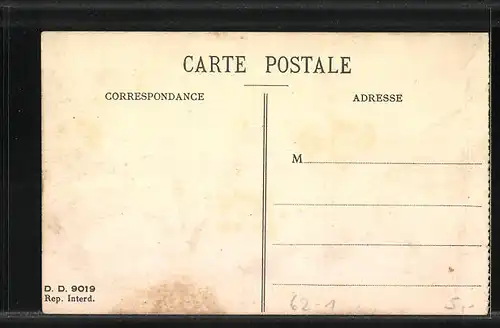 CARTE POSTALE
CORRESPONDANCE
ADRESSE
M
D. D. 9019
Rep. Interd.
62-1
5,-